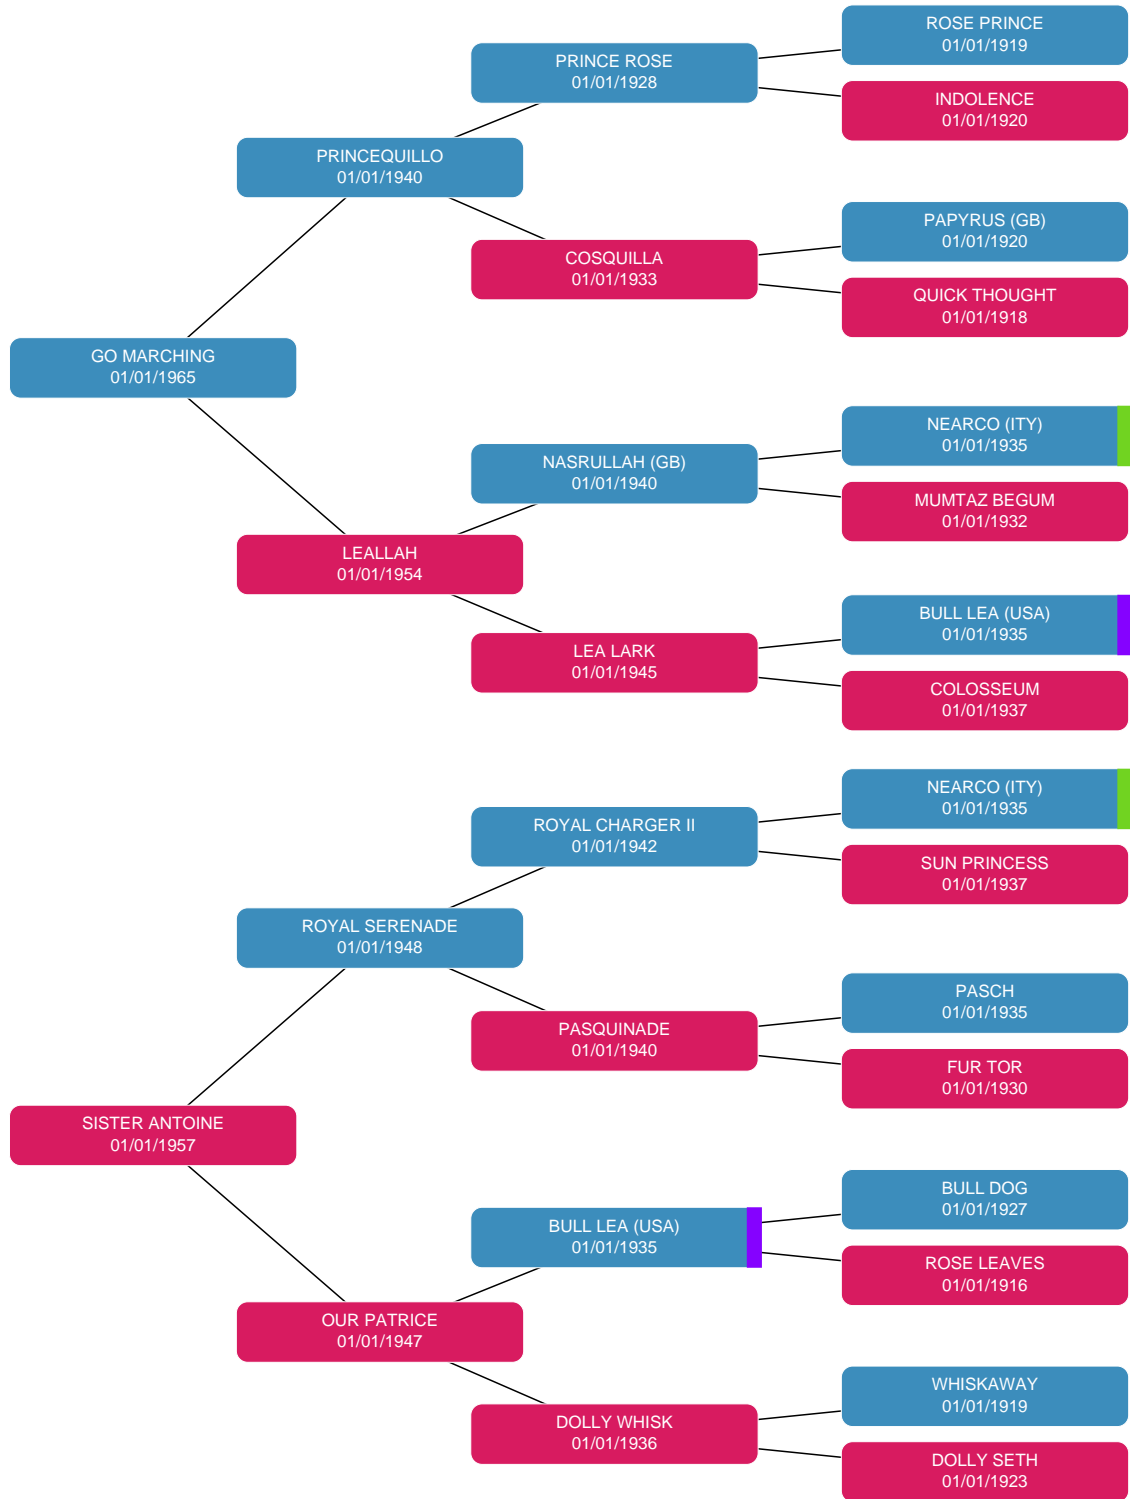 ROSE PRINCE
01/01/1919
PRINCE ROSE
01/01/1928
INDOLENCE
01/01/1920
PRINCEQUILLO
01/01/1940
PAPYRUS (GB)
01/01/1920
COSQUILLA
01/01/1933
QUICK THOUGHT
01/01/1918
GO MARCHING
01/01/1965
NEARCO (ITY)
01/01/1935
NASRULLAH (GB)
01/01/1940
MUMTAZ BEGUM
01/01/1932
LEALLAH
01/01/1954
BULL LEA (USA)
01/01/1935
LEA LARK
01/01/1945
COLOSSEUM
01/01/1937
NEARCO (ITY)
01/01/1935
ROYAL CHARGER II
01/01/1942
SUN PRINCESS
01/01/1937
ROYAL SERENADE
01/01/1948
PASCH
01/01/1935
PASQUINADE
01/01/1940
FUR TOR
01/01/1930
SISTER ANTOINE
01/01/1957
BULL DOG
01/01/1927
BULL LEA (USA)
01/01/1935
ROSE LEAVES
01/01/1916
OUR PATRICE
01/01/1947
WHISKAWAY
01/01/1919
DOLLY WHISK
01/01/1936
DOLLY SETH
01/01/1923